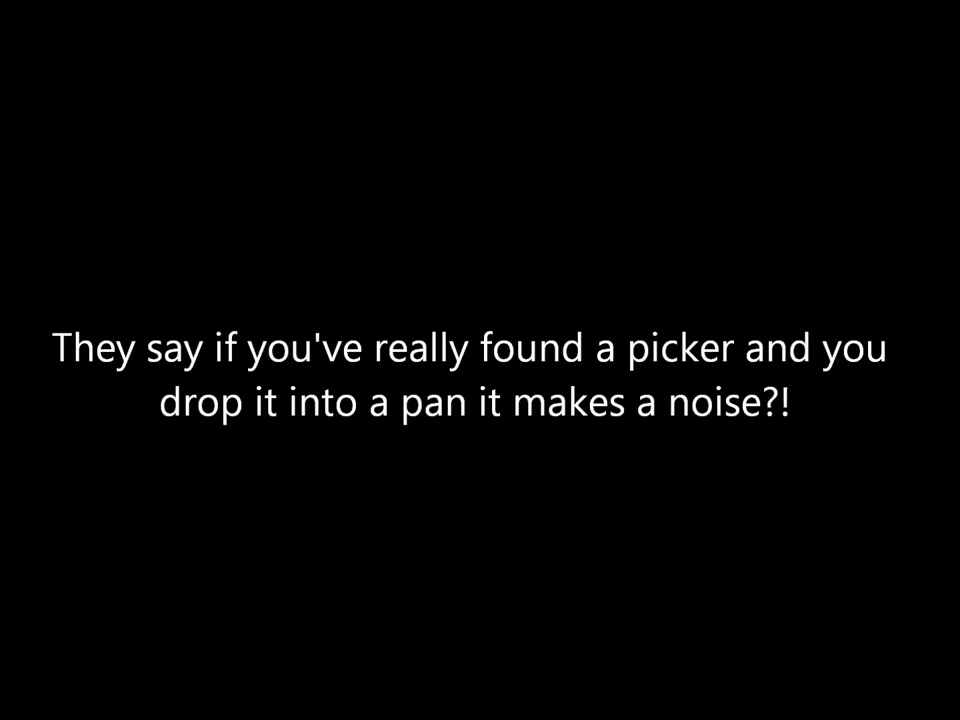 They say if you've really found a picker and you
drop it into a pan it makes a noise?!